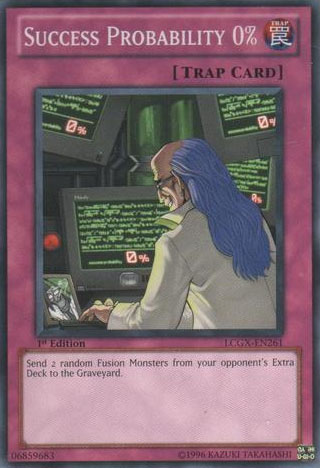 SUCCESS PROBABILITY 0%
TRAP
罠
[TRAP CARD]
0%
0%
0%
0%
1st Edition
LCGX-EN261
Send 2 random Fusion Monsters from your opponent's Extra
Deck to the Graveyard.
06859683
©1996 KAZUKI TAKAHASHI